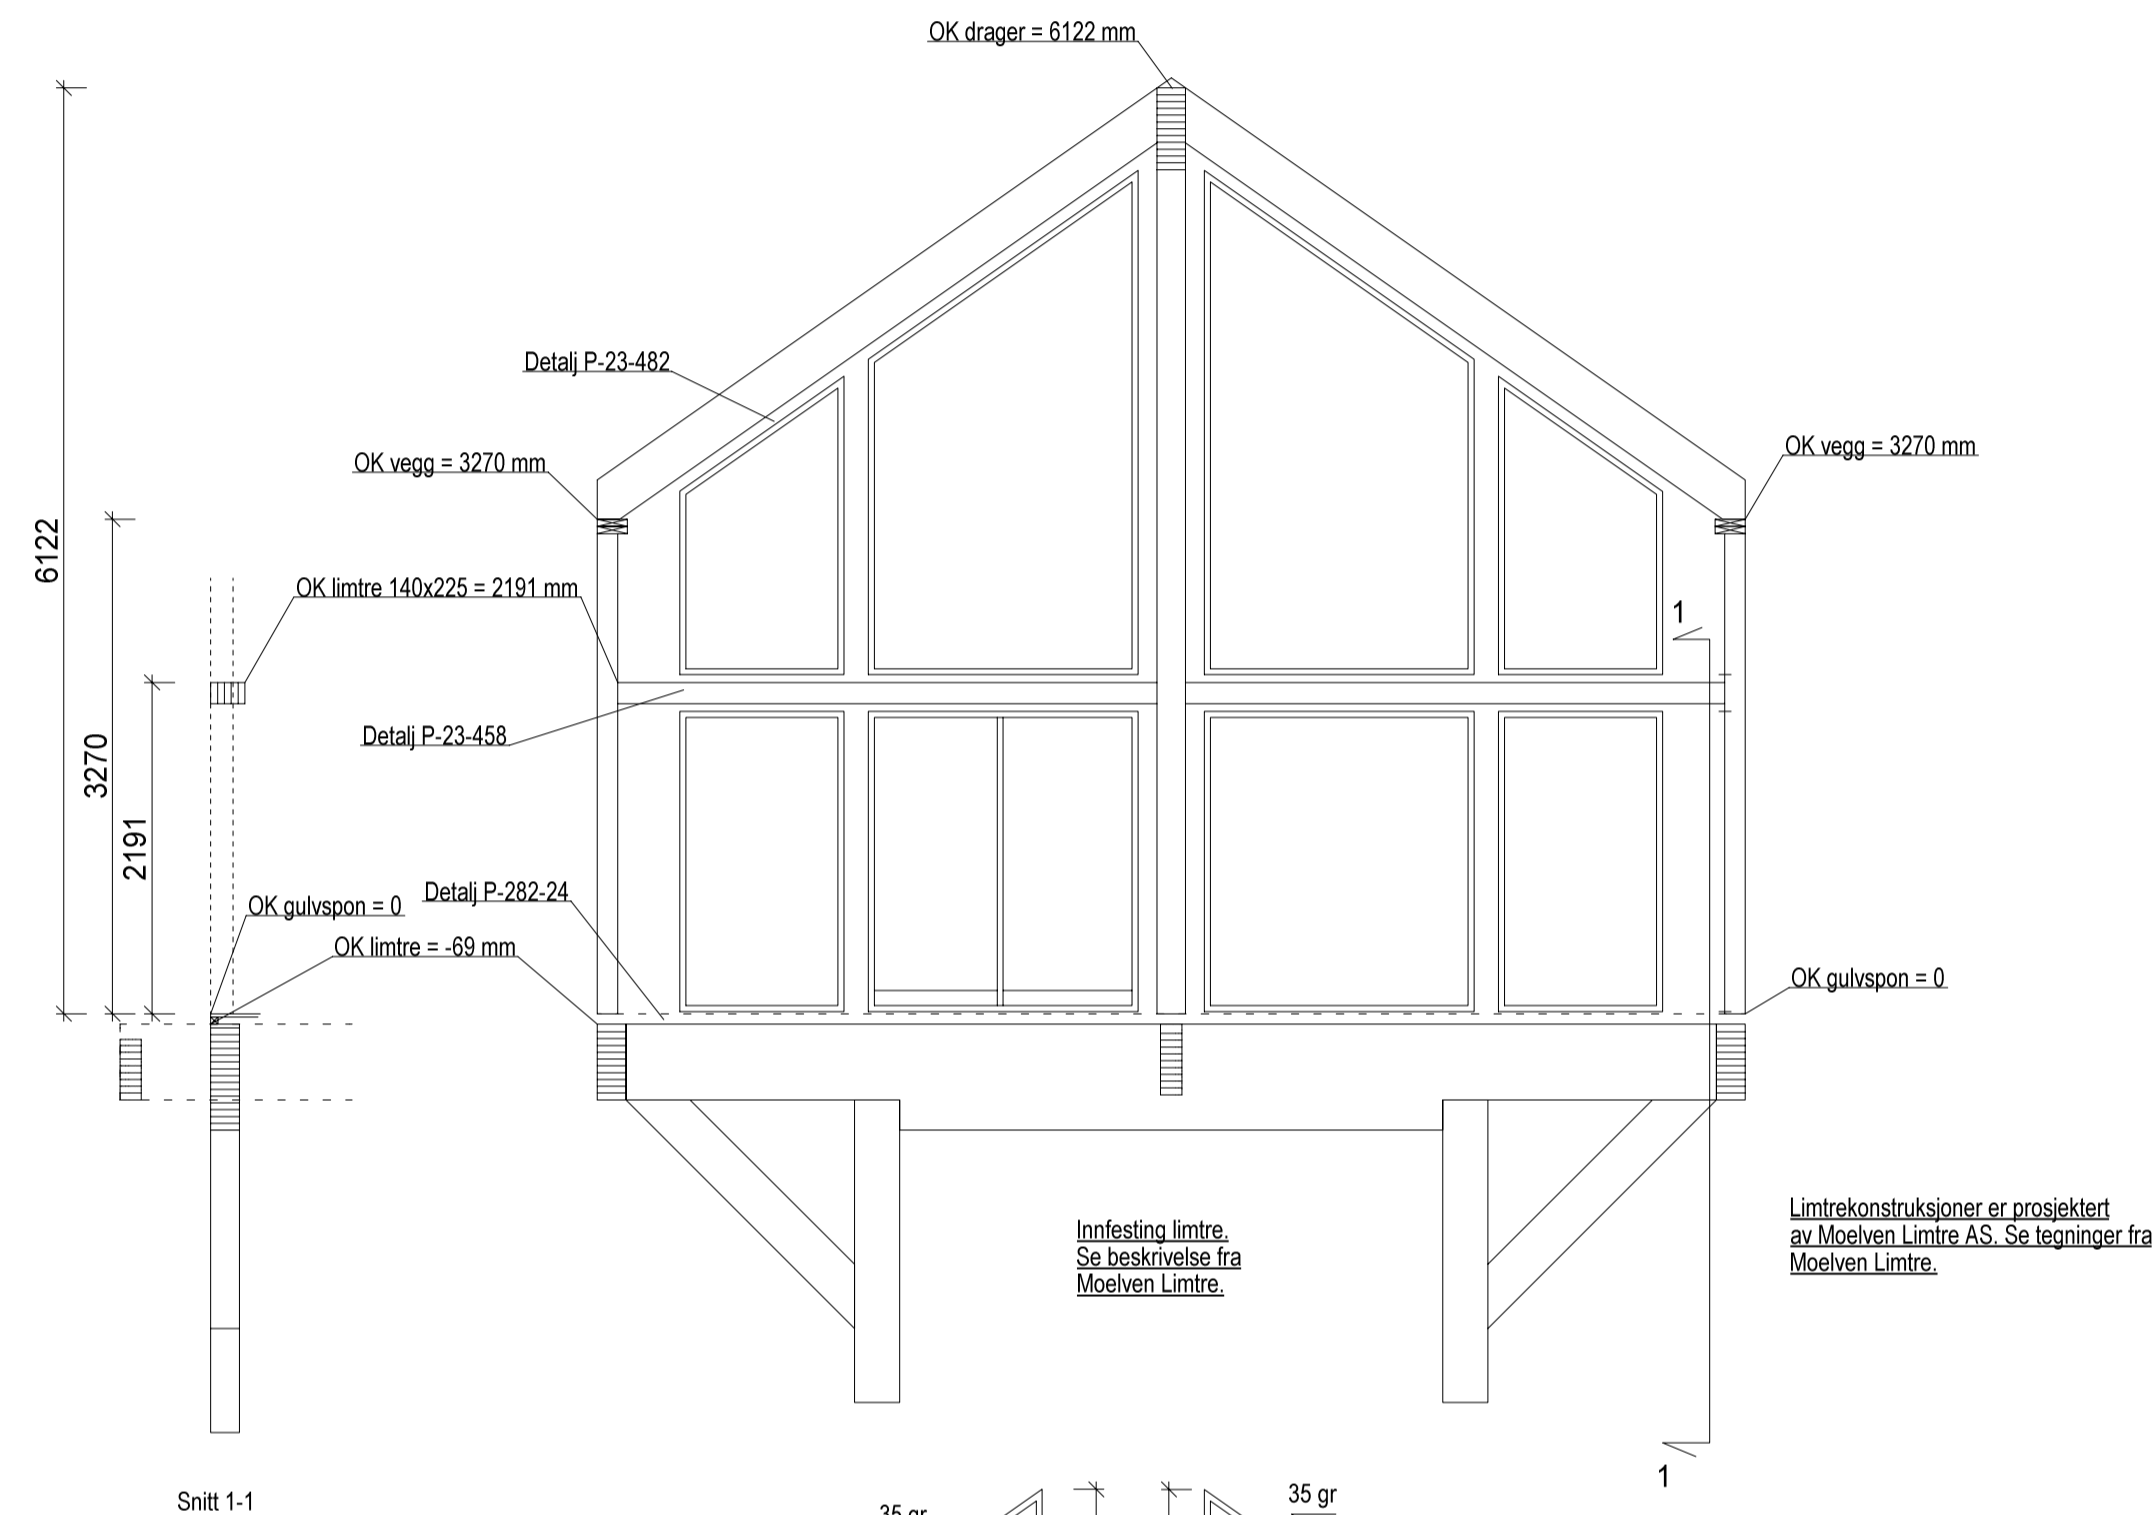 OK drager = 6122 mm
Detalj P-23-482
OK vegg = 3270 mm
OK vegg = 3270 mm
6122
3270
2191
OK limtre 140x225 = 2191 mm
1
Detalj P-23-458
Detalj P-282-24
OK gulvspon = 0
OK limtre = -69 mm
OK gulvspon = 0
Innfesting limtre.
Se beskrivelse fra
Moelven Limtre.
Limtrekonstruksjoner er prosjektert
av Moelven Limtre AS. Se tegninger fra
Moelven Limtre.
1
Snitt 1-1
35 gr
35 gr